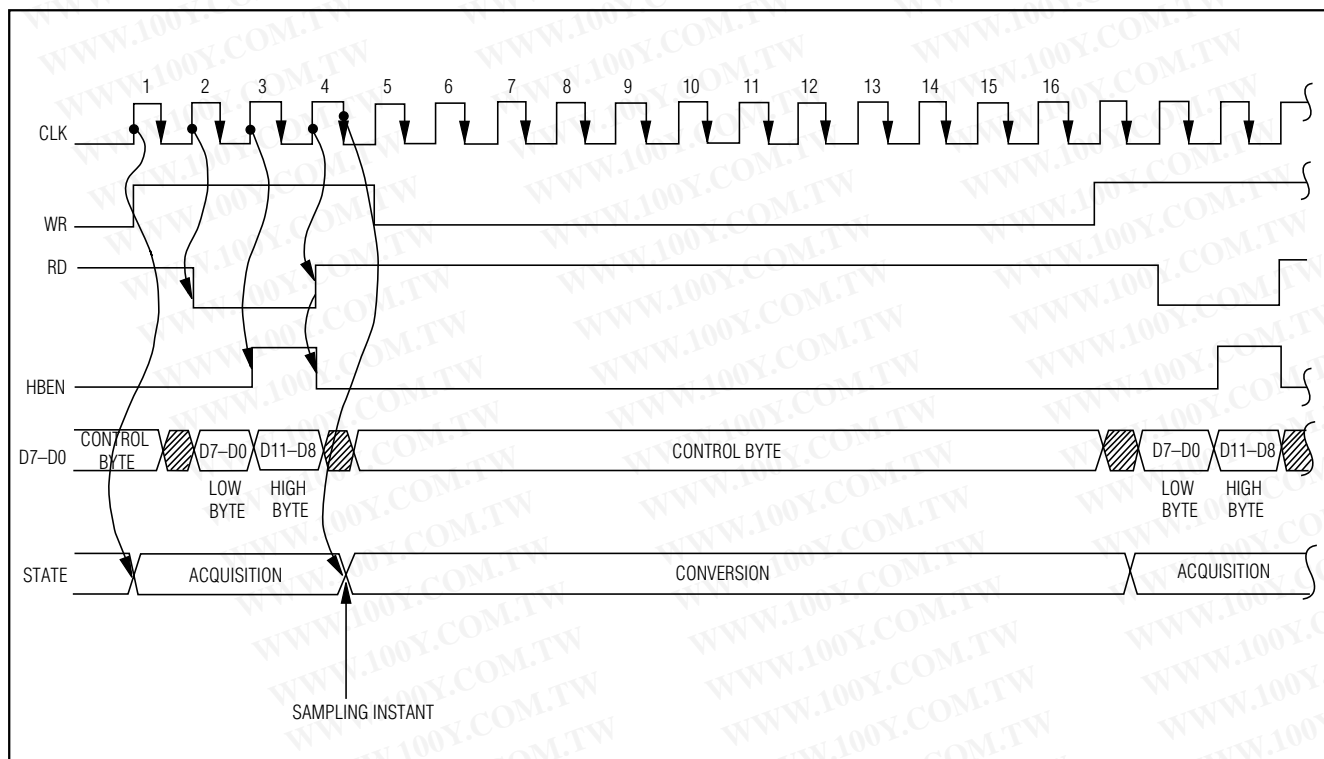 1 2 3 4 5 6 7 8 9 10 11 12 13 14 15 16
CLK
WR
RD
HBEN
D7–D0
CONTROL
BYTE
D7–D0
D11–D8
CONTROL BYTE
D7–D0
D11–D8
LOW
BYTE
HIGH
BYTE
LOW
BYTE
HIGH
BYTE
STATE
ACQUISITION
CONVERSION
ACQUISITION
SAMPLING INSTANT
WWW.100Y.COM.TW